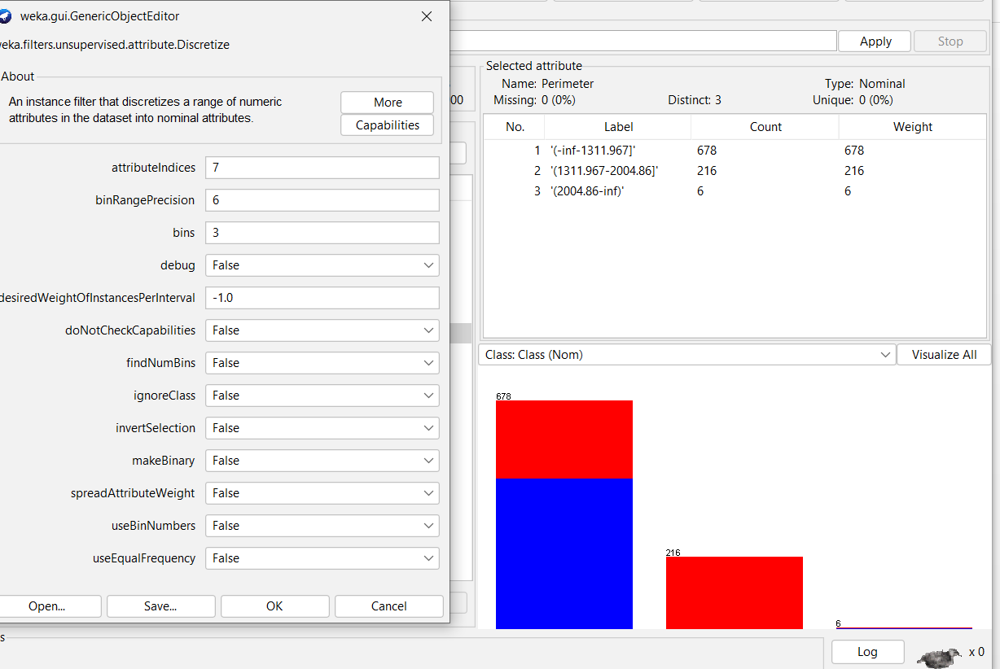 weka.gui.GenericObjectEditor
weka.filters.unsupervised.attribute.Discretize
About
An instance filter that discretizes a range of numeric
attributes in the dataset into nominal attributes.
More
Capabilities
attributeIndices 7
binRangePrecision 6
bins 3
debug False
desiredWeightOfInstancesPerInterval -1.0
doNotCheckCapabilities False
findNumBins False
ignoreClass False
invertSelection False
makeBinary False
spreadAttributeWeight False
useBinNumbers False
useEqualFrequency False
Open... Save... OK Cancel
Apply Stop
00
Selected attribute
Name: Perimeter Type: Nominal
Missing: 0 (0%) Distinct: 3 Unique: 0 (0%)
No. Label Count Weight
1 '(-inf-1311.967]' 678 678
2 '(1311.967-2004.86]' 216 216
3 '(2004.86-inf)' 6 6
Class: Class (Nom) Visualize All
678
216
6
s
Log x 0